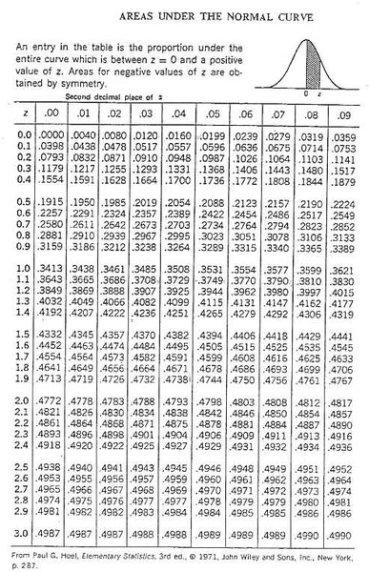 AREAS UNDER THE NORMAL CURVE
An entry in the table is the proportion under the
entire curve which is between z = 0 and a positive
value of z. Areas for negative values of z are ob-
tained by symmetry.
0 z
Second decimal place of z
z .00 .01 .02 .03 .04 .05 .06 .07 .08 .09
0.0 .0000 .0040 .0080 .0120 .0160 .0199 .0239 .0279 .0319 .0359
0.1 .0398 .0438 .0478 .0517 .0557 .0596 .0636 .0675 .0714 .0753
0.2 .0793 .0832 .0871 .0910 .0948 .0987 .1026 .1064 .1103 .1141
0.3 .1179 .1217 .1255 .1293 .1331 .1368 .1406 .1443 .1480 .1517
0.4 .1554 .1591 .1628 .1664 .1700 .1736 .1772 .1808 .1844 .1879
0.5 .1915 .1950 .1985 .2019 .2054 .2088 .2123 .2157 .2190 .2224
0.6 .2257 .2291 .2324 .2357 .2389 .2422 .2454 .2486 .2517 .2549
0.7 .2580 .2611 .2642 .2673 .2703 .2734 .2764 .2794 .2823 .2852
0.8 .2881 .2910 .2939 .2967 .2995 .3023 .3051 .3078 .3106 .3133
0.9 .3159 .3186 .3212 .3238 .3264 .3289 .3315 .3340 .3365 .3389
1.0 .3413 .3438 .3461 .3485 .3508 .3531 .3554 .3577 .3599 .3621
1.1 .3643 .3665 .3686 .3708 .3729 .3749 .3770 .3790 .3810 .3830
1.2 .3849 .3869 .3888 .3907 .3925 .3944 .3962 .3980 .3997 .4015
1.3 .4032 .4049 .4066 .4082 .4099 .4115 .4131 .4147 .4162 .4177
1.4 .4192 .4207 .4222 .4236 .4251 .4265 .4279 .4292 .4306 .4319
1.5 .4332 .4345 .4357 .4370 .4382 .4394 .4406 .4418 .4429 .4441
1.6 .4452 .4463 .4474 .4484 .4495 .4505 .4515 .4525 .4535 .4545
1.7 .4554 .4564 .4573 .4582 .4591 .4599 .4608 .4616 .4625 .4633
1.8 .4641 .4649 .4656 .4664 .4671 .4678 .4686 .4693 .4699 .4706
1.9 .4713 .4719 .4726 .4732 .4738 .4744 .4750 .4756 .4761 .4767
2.0 .4772 .4778 .4783 .4788 .4793 .4798 .4803 .4808 .4812 .4817
2.1 .4821 .4826 .4830 .4834 .4838 .4842 .4846 .4850 .4854 .4857
2.2 .4861 .4864 .4868 .4871 .4875 .4878 .4881 .4884 .4887 .4890
2.3 .4893 .4896 .4898 .4901 .4904 .4906 .4909 .4911 .4913 .4916
2.4 .4918 .4920 .4922 .4925 .4927 .4929 .4931 .4932 .4934 .4936
2.5 .4938 .4940 .4941 .4943 .4945 .4946 .4948 .4949 .4951 .4952
2.6 .4953 .4955 .4956 .4957 .4959 .4960 .4961 .4962 .4963 .4964
2.7 .4965 .4966 .4967 .4968 .4969 .4970 .4971 .4972 .4973 .4974
2.8 .4974 .4975 .4976 .4977 .4977 .4978 .4979 .4979 .4980 .4981
2.9 .4981 .4982 .4982 .4983 .4984 .4984 .4985 .4985 .4986 .4986
3.0 .4987 .4987 .4987 .4988 .4988 .4989 .4989 .4989 .4990 .4990
From Paul G. Hoel, Elementary Statistics, 3rd ed., © 1971, John Wiley and Sons, Inc., New York,
p. 287.